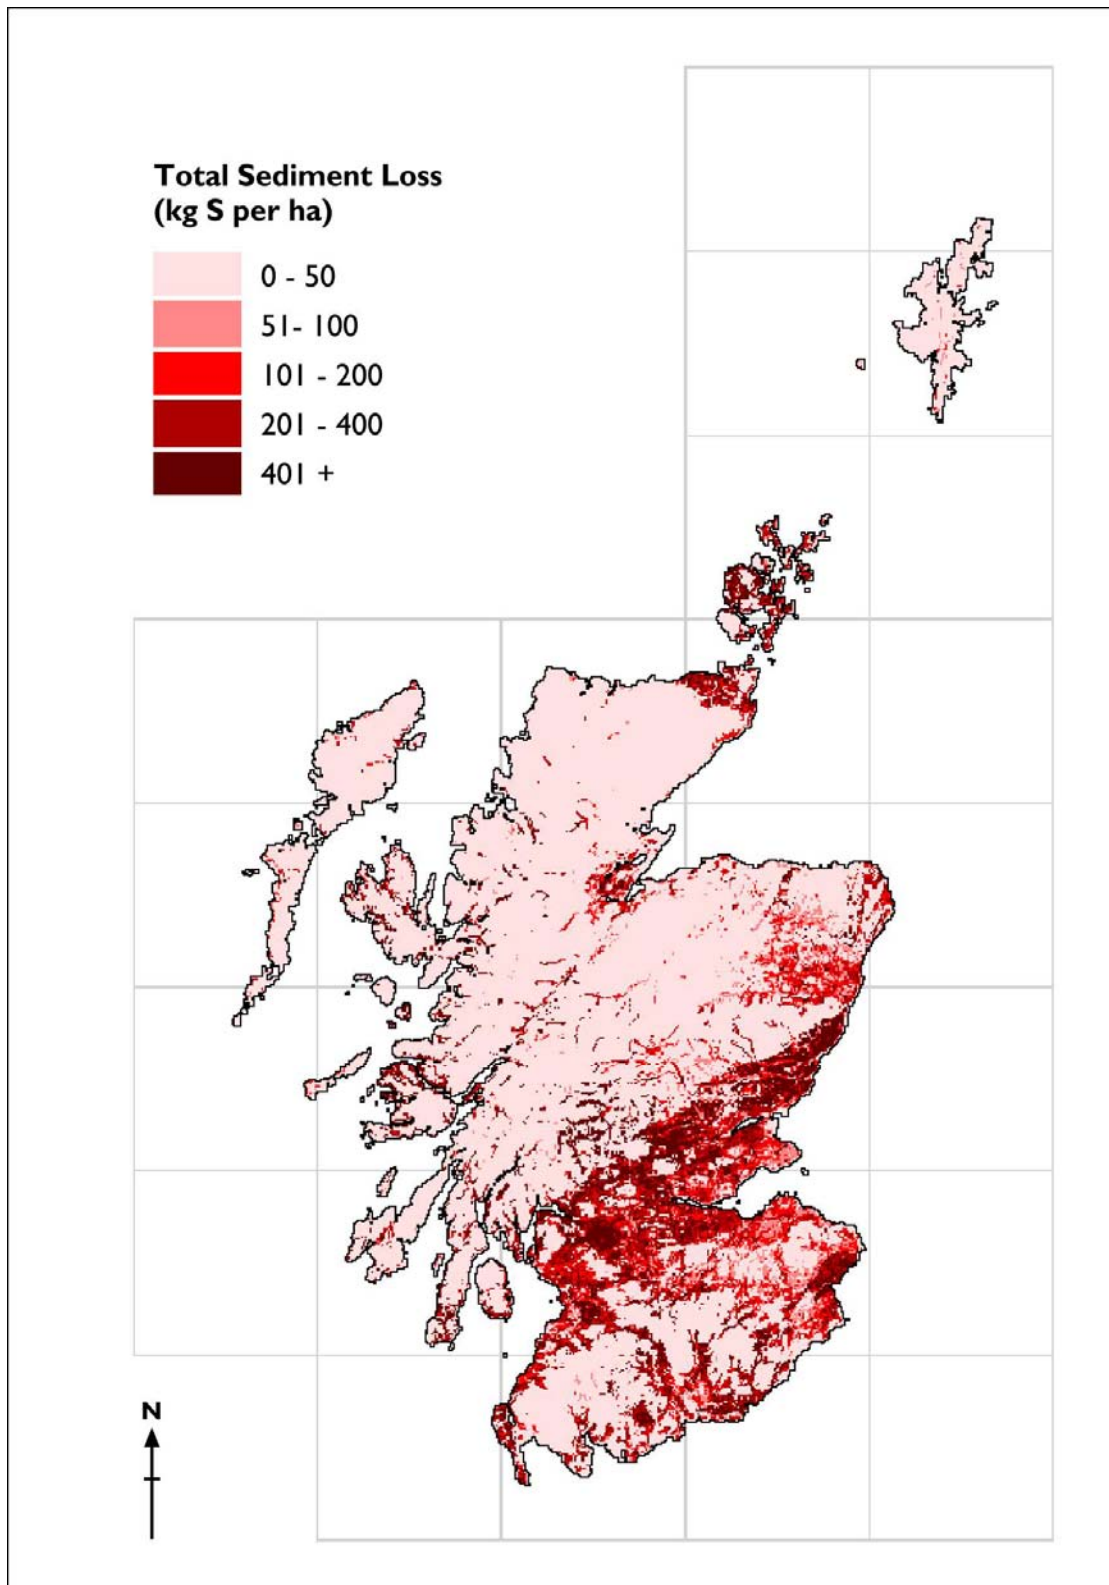 Total Sediment Loss
(kg S per ha)
0 - 50
51- 100
101 - 200
201 - 400
401 +
N